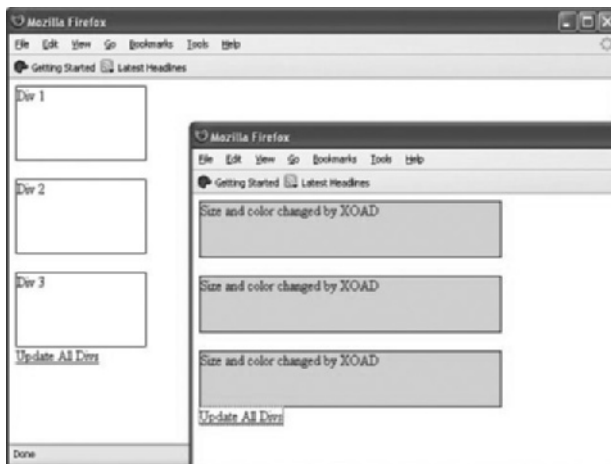 Mozilla Firefox
File Edit View Go Bookmarks Tools Help
Getting Started Latest Headlines
Div 1
Div 2
Div 3
Update All Divs
Done
Mozilla Firefox
File Edit View Go Bookmarks Tools Help
Getting Started Latest Headlines
Size and color changed by XOAD
Size and color changed by XOAD
Size and color changed by XOAD
Update All Divs